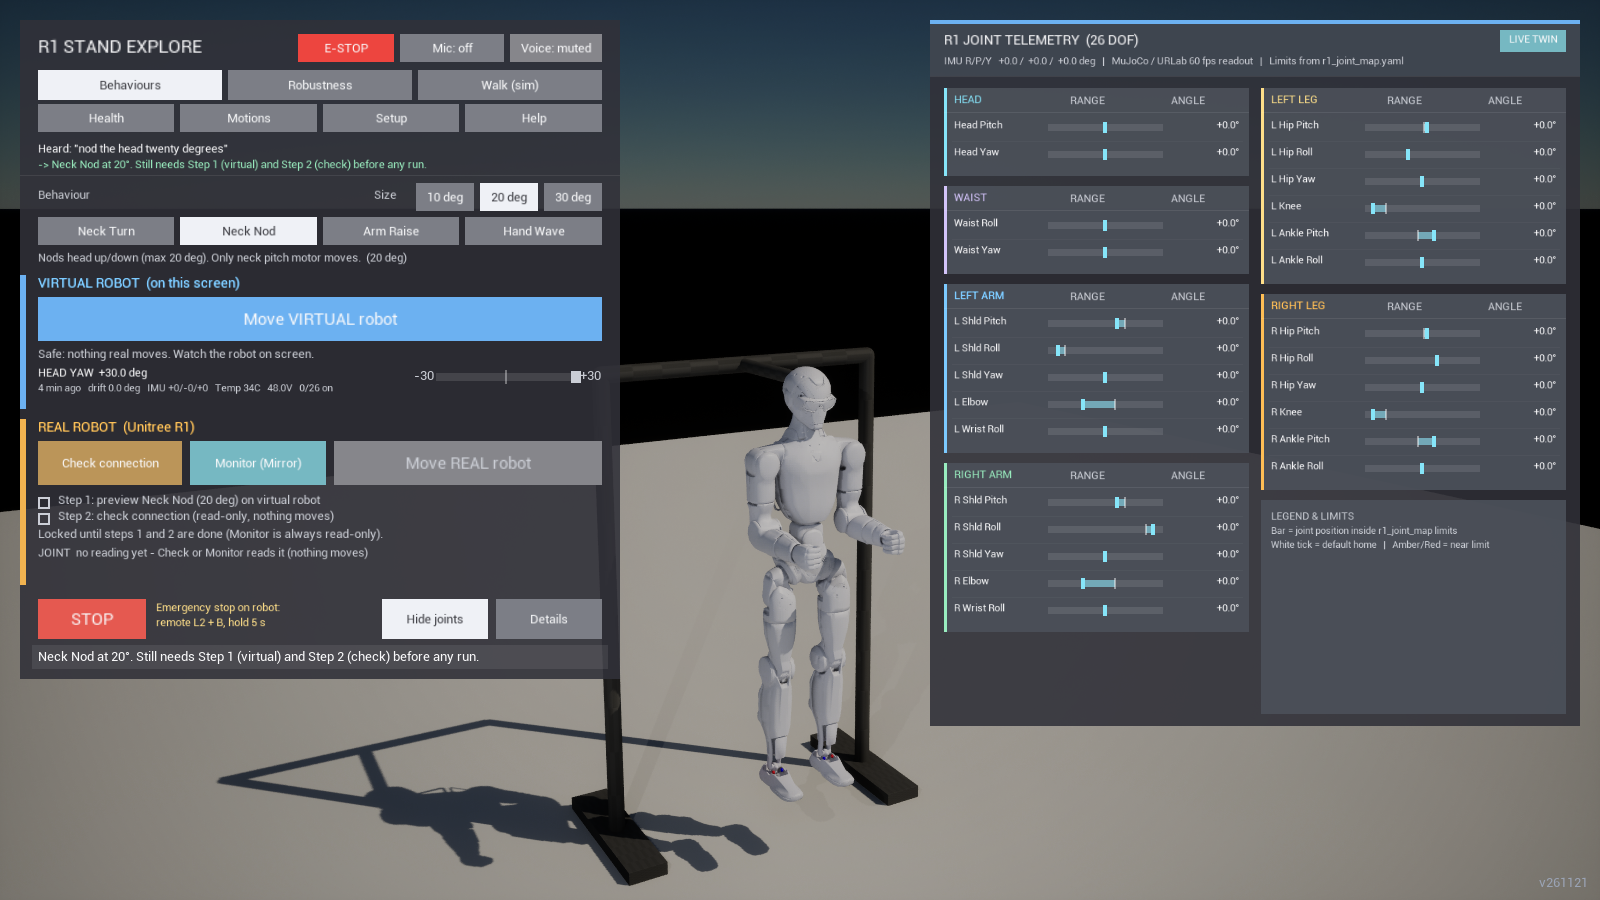 R1 STAND EXPLORE
E-STOP
Mic: off
Voice: muted
Behaviours
Robustness
Walk (sim)
Health
Motions
Setup
Help
Heard: "nod the head twenty degrees"
-> Neck Nod at 20°. Still needs Step 1 (virtual) and Step 2 (check) before any run.
Behaviour
Size
10 deg
20 deg
30 deg
Neck Turn
Neck Nod
Arm Raise
Hand Wave
Nods head up/down (max 20 deg). Only neck pitch motor moves. (20 deg)
VIRTUAL ROBOT (on this screen)
Move VIRTUAL robot
Safe: nothing real moves. Watch the robot on screen.
HEAD YAW +30.0 deg
-30
+30
4 min ago drift 0.0 deg IMU +0/-0/+0 Temp 34C 48.0V 0/26 on
REAL ROBOT (Unitree R1)
Check connection
Monitor (Mirror)
Move REAL robot
Step 1: preview Neck Nod (20 deg) on virtual robot
Step 2: check connection (read-only, nothing moves)
Locked until steps 1 and 2 are done (Monitor is always read-only).
JOINT no reading yet - Check or Monitor reads it (nothing moves)
STOP
Emergency stop on robot:
remote L2 + B, hold 5 s
Hide joints
Details
Neck Nod at 20°. Still needs Step 1 (virtual) and Step 2 (check) before any run.
R1 JOINT TELEMETRY (26 DOF)
LIVE TWIN
IMU R/P/Y +0.0 / +0.0 / +0.0 deg | MuJoCo / URLab 60 fps readout | Limits from r1_joint_map.yaml
HEAD RANGE ANGLE
Head Pitch +0.0°
Head Yaw +0.0°
WAIST RANGE ANGLE
Waist Roll +0.0°
Waist Yaw +0.0°
LEFT ARM RANGE ANGLE
L Shld Pitch +0.0°
L Shld Roll +0.0°
L Shld Yaw +0.0°
L Elbow +0.0°
L Wrist Roll +0.0°
RIGHT ARM RANGE ANGLE
R Shld Pitch +0.0°
R Shld Roll +0.0°
R Shld Yaw +0.0°
R Elbow +0.0°
R Wrist Roll +0.0°
LEFT LEG RANGE ANGLE
L Hip Pitch +0.0°
L Hip Roll +0.0°
L Hip Yaw +0.0°
L Knee +0.0°
L Ankle Pitch +0.0°
L Ankle Roll +0.0°
RIGHT LEG RANGE ANGLE
R Hip Pitch +0.0°
R Hip Roll +0.0°
R Hip Yaw +0.0°
R Knee +0.0°
R Ankle Pitch +0.0°
R Ankle Roll +0.0°
LEGEND & LIMITS
Bar = joint position inside r1_joint_map limits
White tick = default home | Amber/Red = near limit
v261121